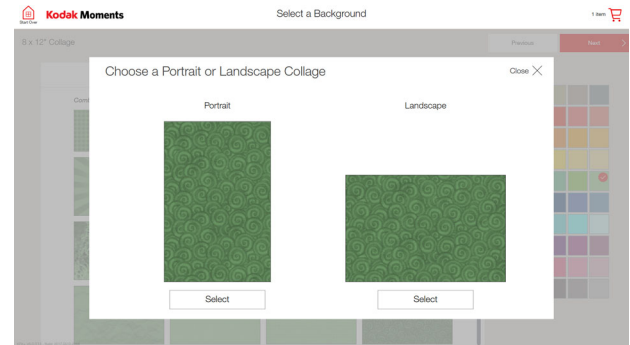 Kodak Moments
Select a Background
1 item
Start Over
8 x 12" Collage
Previous
Next
Choose a Portrait or Landscape Collage
Close
Portrait
Landscape
Select
Select